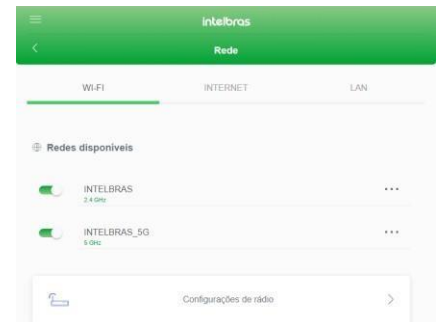 intelbras
Rede
WI-FI INTERNET LAN
Redes disponíveis
INTELBRAS
2.4 GHz
INTELBRAS_5G
5 GHz
Configurações de rádio